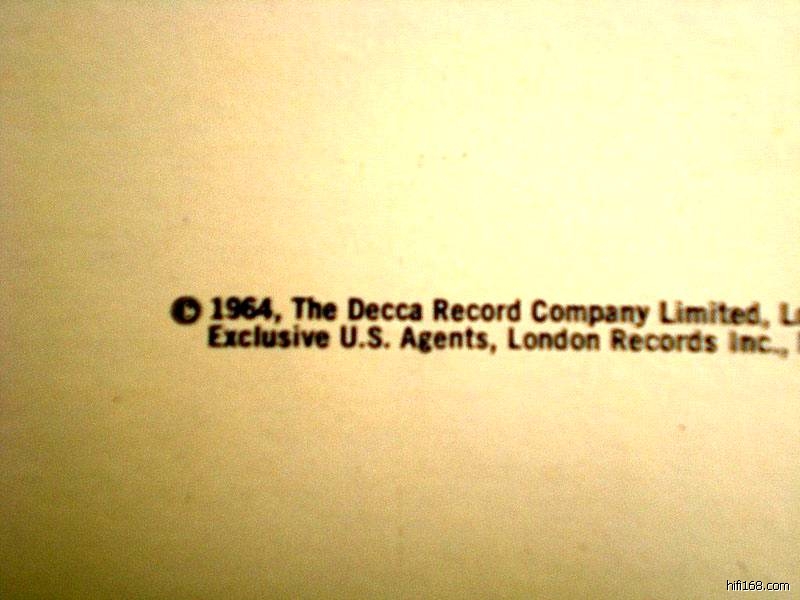 © 1964, The Decca Record Company Limited,
Exclusive U.S. Agents, London Records Inc.,
hifi168.com